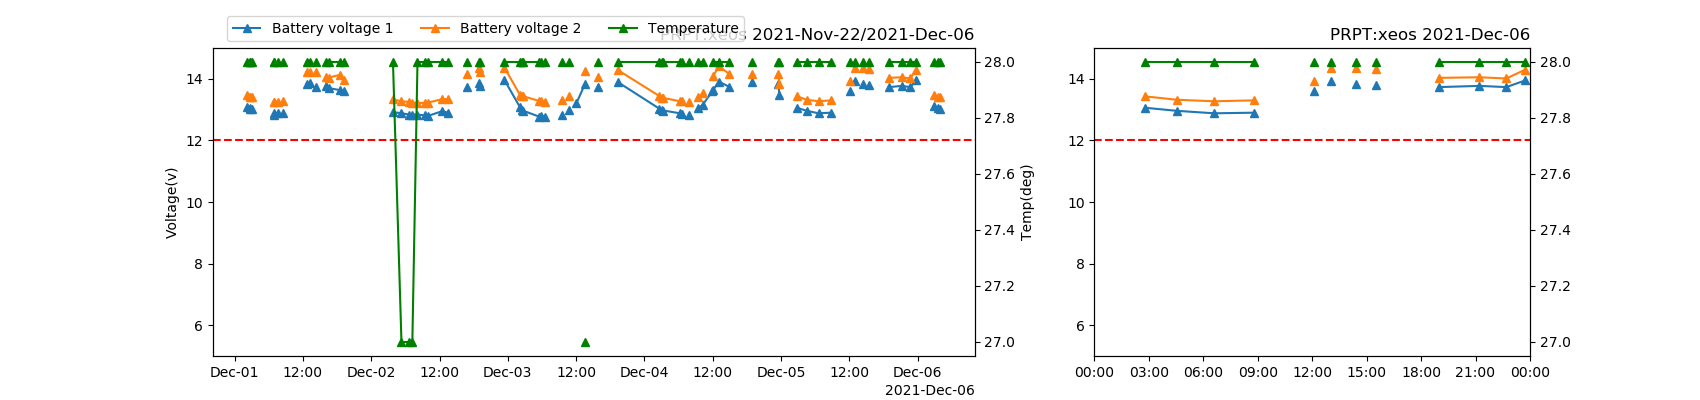 Battery voltage 1 Battery voltage 2 Temperature
PRPT:xeos 2021-Nov-22/2021-Dec-06
PRPT:xeos 2021-Dec-06
Voltage(v)
14
12
10
8
6
28.0
27.8
27.6
27.4
27.2
27.0
Temp(deg)
Dec-01 12:00 Dec-02 12:00 Dec-03 12:00 Dec-04 12:00 Dec-05 12:00 Dec-06
2021-Dec-06
14
12
10
8
6
28.0
27.8
27.6
27.4
27.2
27.0
00:00 03:00 06:00 09:00 12:00 15:00 18:00 21:00 00:00